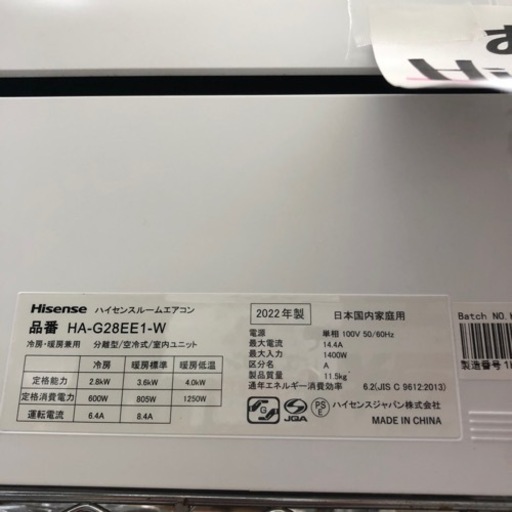 Hisense ハイセンスルームエアコン
品番 HA-G28EE1-W
冷房・暖房兼用 分離型/空冷式/室内ユニット
冷房 暖房標準 暖房低温
定格能力 2.8kW 3.6kW 4.0kW
定格消費電力 600W 805W 1250W
運転電流 6.4A 8.4A
2022年製 日本国内家庭用
電源 単相 100V 50/60Hz
最大電流 14.4A
最大入力 1400W
区分名 A
製品質量 11.5kg
通年エネルギー消費効率 6.2(JIS C 9612:2013)
G JQA PSE ハイセンスジャパン株式会社
MADE IN CHINA
Batch NO.
製造番号